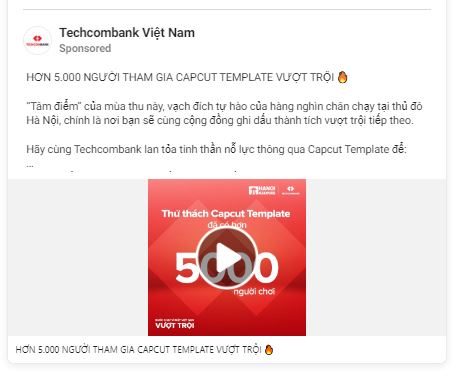 Techcombank Việt Nam
Sponsored
HƠN 5.000 NGƯỜI THAM GIA CAPCUT TEMPLATE VƯỢT TRỘI 🔥
"Tâm điểm" của mùa thu này, vạch đích tự hào của hàng nghìn chân chạy tại thủ đô
Hà Nội, chính là nơi bạn sẽ cùng cộng đồng ghi dấu thành tích vượt trội tiếp theo.
Hãy cùng Techcombank lan tỏa tinh thần nỗ lực thông qua Capcut Template để:
...
HANOI
TECHCOMBANK
Thử thách Capcut Template
đã có hơn
5000
người chơi
VƯỢT TRỘI
HƠN 5.000 NGƯỜI THAM GIA CAPCUT TEMPLATE VƯỢT TRỘI 🔥